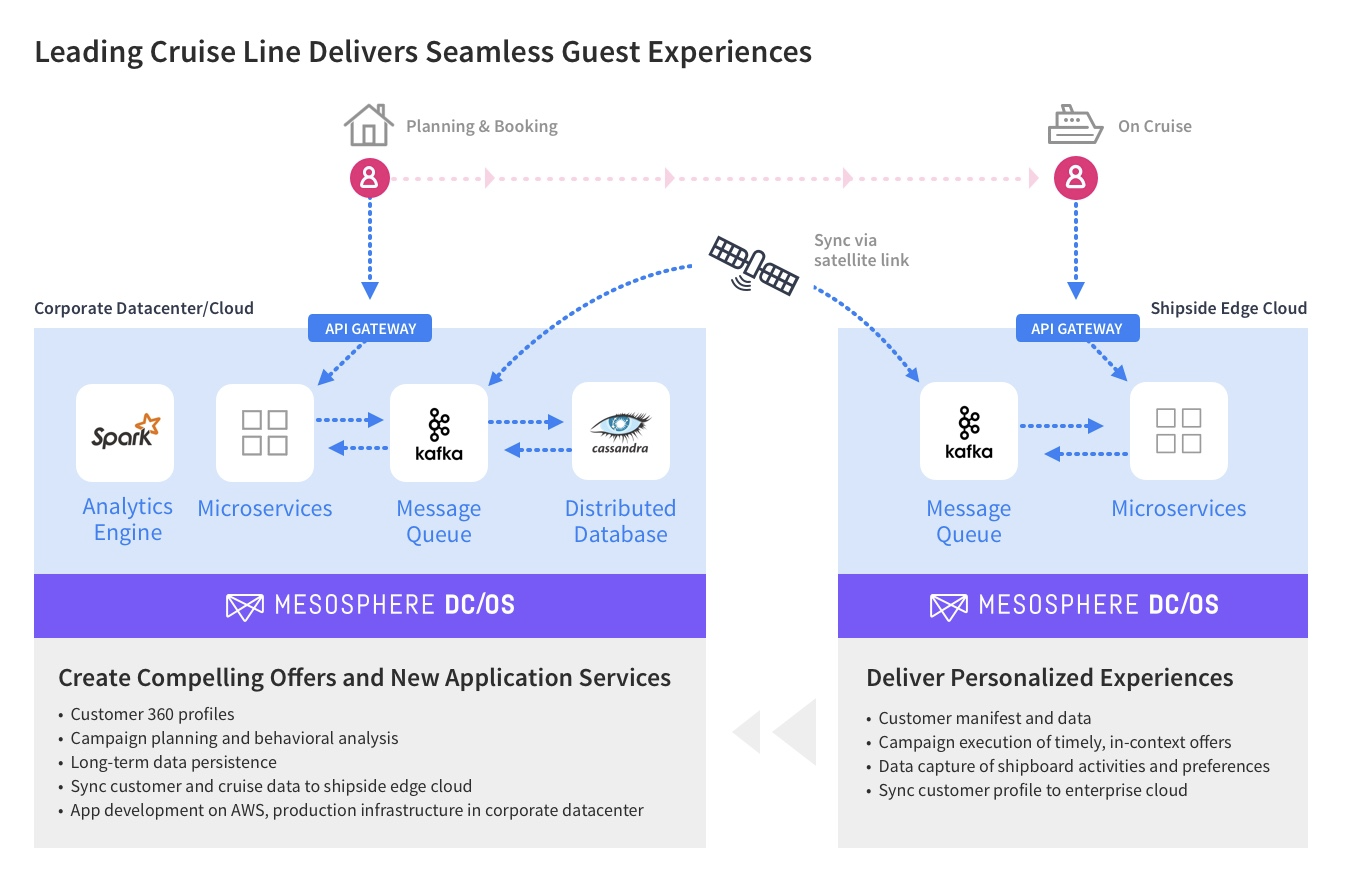 Leading Cruise Line Delivers Seamless Guest Experiences
Planning & Booking
On Cruise
Sync via
satellite link
Corporate Datacenter/Cloud
Shipside Edge Cloud
API GATEWAY
API GATEWAY
Spark
kafka
cassandra
kafka
Analytics
Engine
Microservices
Message
Queue
Distributed
Database
Message
Queue
Microservices
MESOSPHERE DC/OS
MESOSPHERE DC/OS
Create Compelling Offers and New Application Services
• Customer 360 profiles
• Campaign planning and behavioral analysis
• Long-term data persistence
• Sync customer and cruise data to shipside edge cloud
• App development on AWS, production infrastructure in corporate datacenter
Deliver Personalized Experiences
• Customer manifest and data
• Campaign execution of timely, in-context offers
• Data capture of shipboard activities and preferences
• Sync customer profile to enterprise cloud